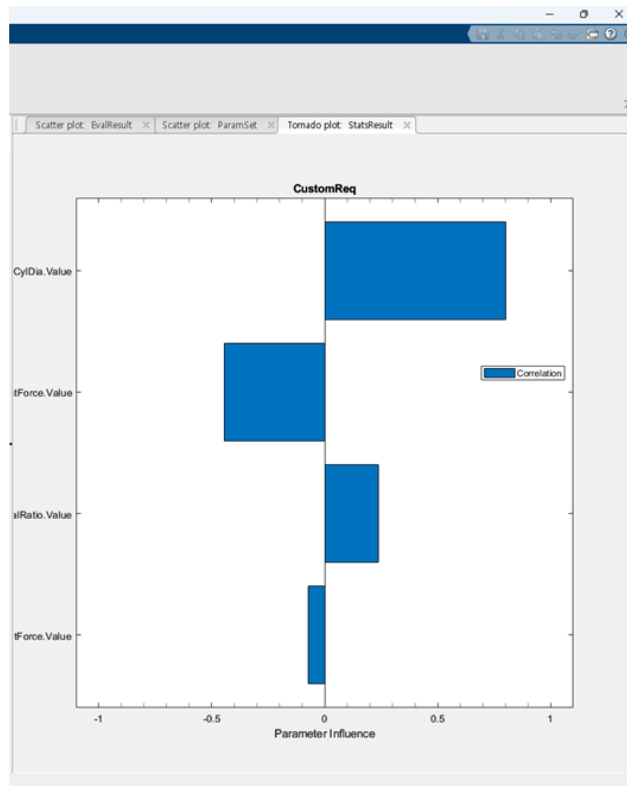 Scatter plot: EvalResult
Scatter plot: ParamSet
Tornado plot: StatsResult
CustomReq
CylDia.Value
tForce.Value
Correlation
alRatio.Value
tForce.Value
-1 -0.5 0 0.5 1
Parameter Influence